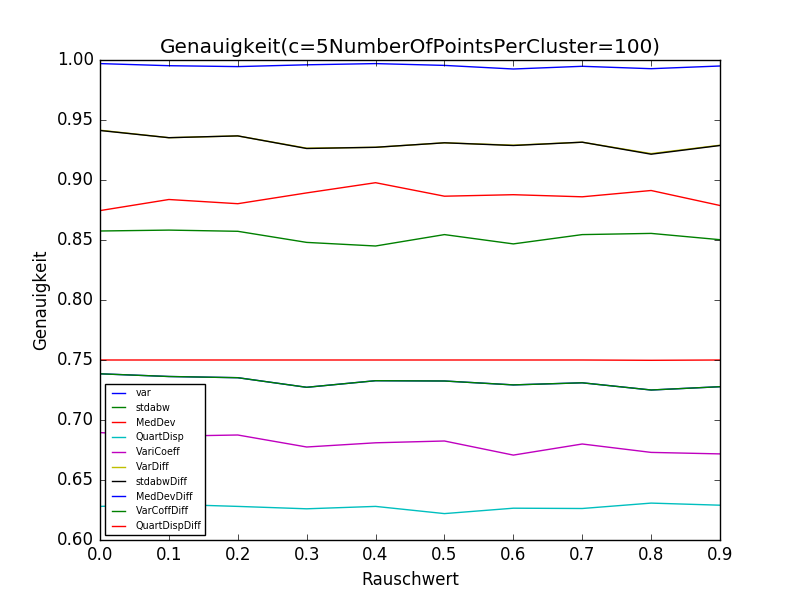 Genauigkeit(c=5NumberOfPointsPerCluster=100)
1.00
0.95
0.90
0.85
0.80
0.75
0.70
0.65
0.60
Genauigkeit
var
stdabw
MedDev
QuartDisp
VariCoeff
VarDiff
stdabwDiff
MedDevDiff
VarCoffDiff
QuartDispDiff
0.0 0.1 0.2 0.3 0.4 0.5 0.6 0.7 0.8 0.9
Rauschwert